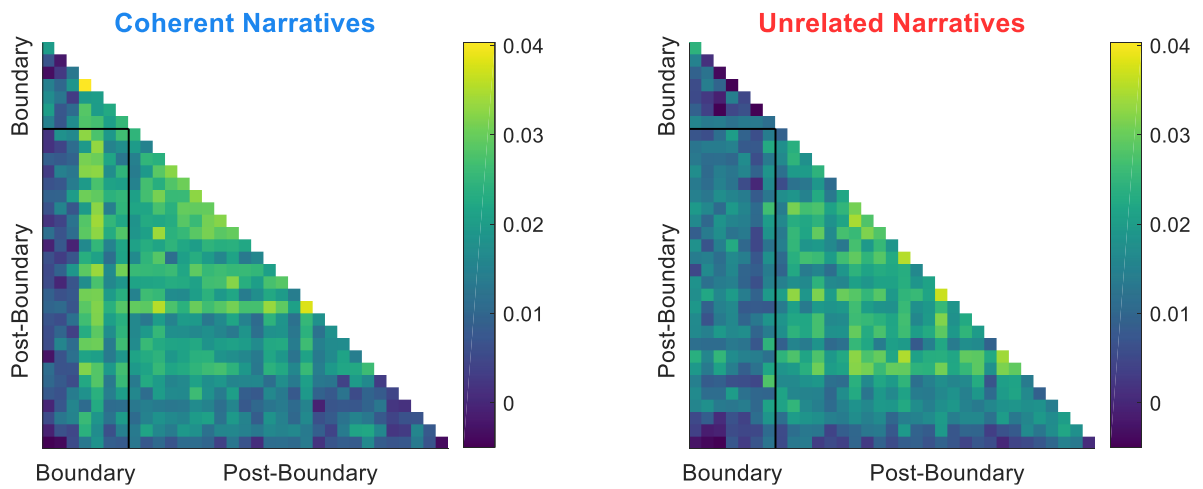 Coherent Narratives
Boundary
Post-Boundary
Boundary
Post-Boundary
0.04
0.03
0.02
0.01
0
Unrelated Narratives
Boundary
Post-Boundary
Boundary
Post-Boundary
0.04
0.03
0.02
0.01
0